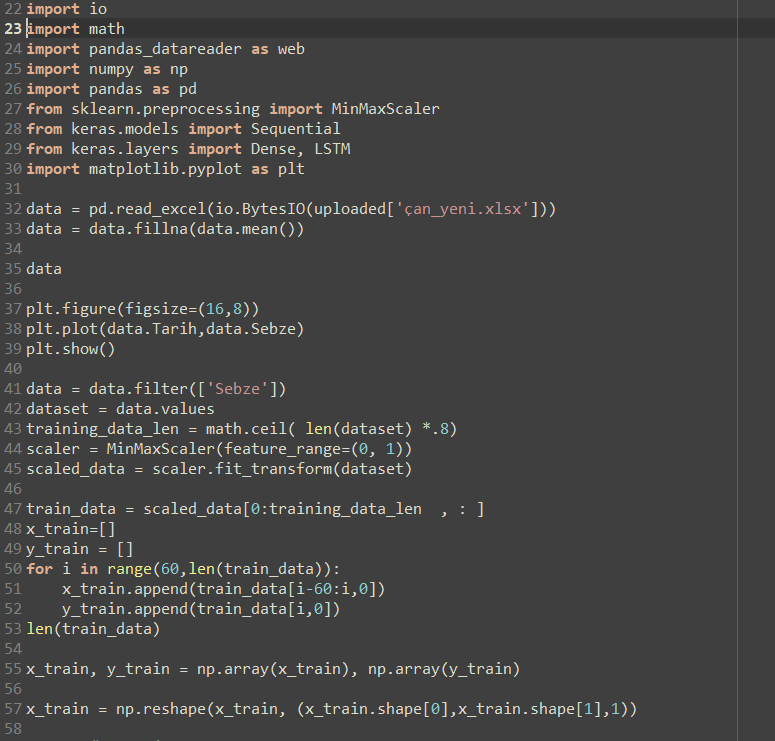 22 import io
23 import math
24 import pandas_datareader as web
25 import numpy as np
26 import pandas as pd
27 from sklearn.preprocessing import MinMaxScaler
28 from keras.models import Sequential
29 from keras.layers import Dense, LSTM
30 import matplotlib.pyplot as plt
31
32 data = pd.read_excel(io.BytesIO(uploaded['çan_yeni.xlsx']))
33 data = data.fillna(data.mean())
34
35 data
36
37 plt.figure(figsize=(16,8))
38 plt.plot(data.Tarih,data.Sebze)
39 plt.show()
40
41 data = data.filter(['Sebze'])
42 dataset = data.values
43 training_data_len = math.ceil( len(dataset) *.8)
44 scaler = MinMaxScaler(feature_range=(0, 1))
45 scaled_data = scaler.fit_transform(dataset)
46
47 train_data = scaled_data[0:training_data_len  , : ]
48 x_train=[]
49 y_train = []
50 for i in range(60,len(train_data)):
51     x_train.append(train_data[i-60:i,0])
52     y_train.append(train_data[i,0])
53 len(train_data)
54
55 x_train, y_train = np.array(x_train), np.array(y_train)
56
57 x_train = np.reshape(x_train, (x_train.shape[0],x_train.shape[1],1))
58